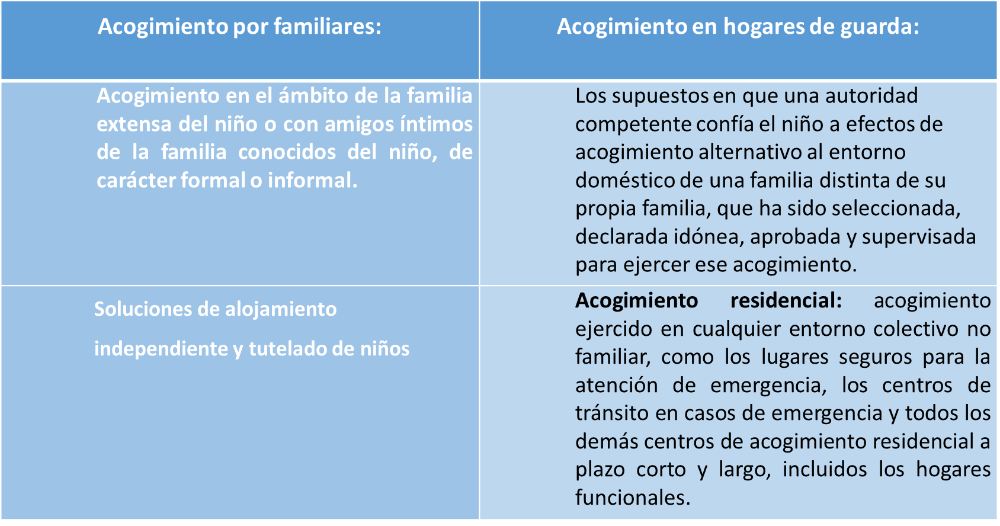 Acogimiento por familiares:
Acogimiento en hogares de guarda:
Acogimiento en el ámbito de la familia
extensa del niño o con amigos íntimos
de la familia conocidos del niño, de
carácter formal o informal.
Los supuestos en que una autoridad
competente confía el niño a efectos de
acogimiento alternativo al entorno
doméstico de una familia distinta de su
propia familia, que ha sido seleccionada,
declarada idónea, aprobada y supervisada
para ejercer ese acogimiento.
Soluciones de alojamiento
independiente y tutelado de niños
Acogimiento residencial: acogimiento
ejercido en cualquier entorno colectivo no
familiar, como los lugares seguros para la
atención de emergencia, los centros de
tránsito en casos de emergencia y todos los
demás centros de acogimiento residencial a
plazo corto y largo, incluidos los hogares
funcionales.